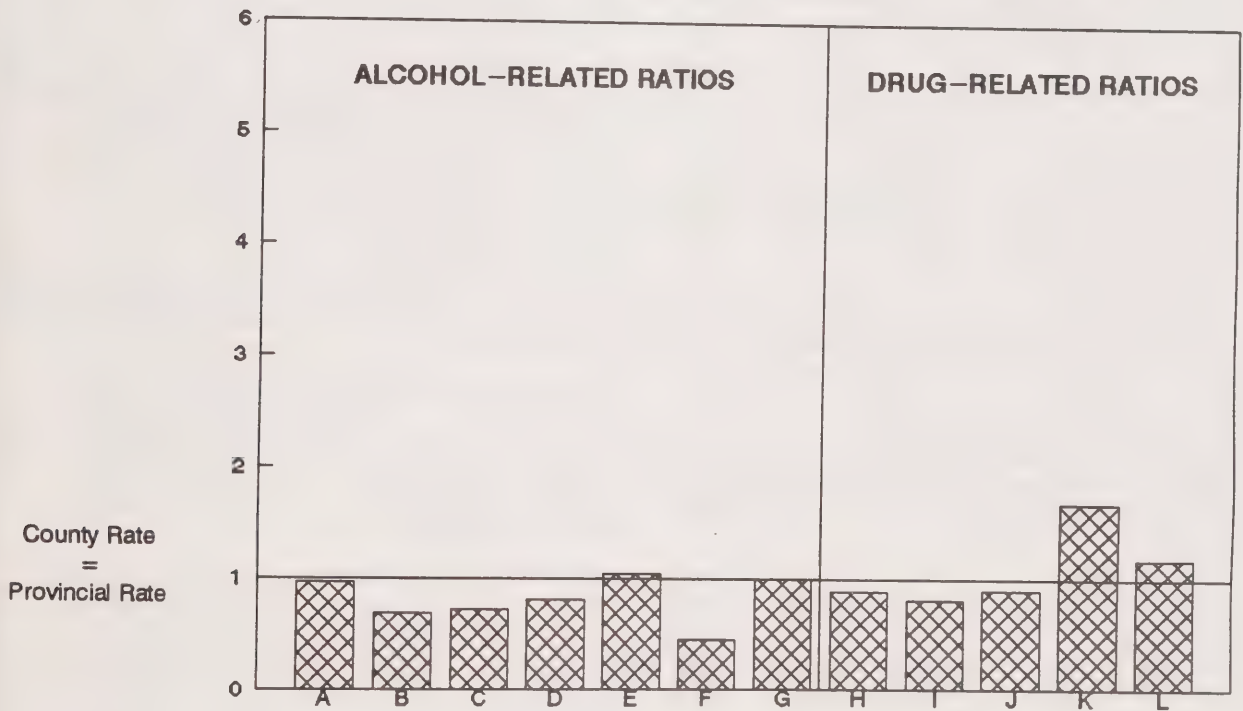 6
ALCOHOL-RELATED RATIOS
DRUG-RELATED RATIOS
5
4
3
2
County Rate
=
Provincial Rate
1
0
A B C D E F G H I J K L